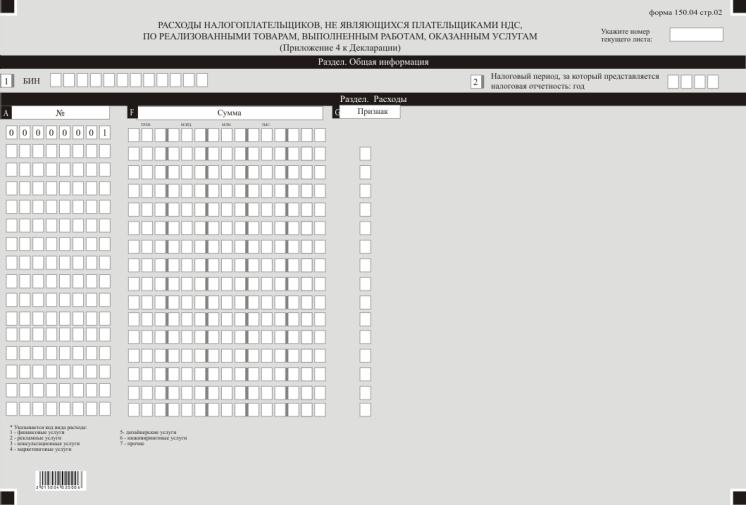 форма 150.04 стр.02
РАСХОДЫ НАЛОГОПЛАТЕЛЬЩИКОВ, НЕ ЯВЛЯЮЩИХСЯ ПЛАТЕЛЬЩИКАМИ НДС,
ПО РЕАЛИЗОВАННЫМИ ТОВАРАМ, ВЫПОЛНЕННЫМ РАБОТАМ, ОКАЗАННЫМ УСЛУГАМ
(Приложение 4 к Декларации)
Укажите номер
текущего листа:
Раздел. Общая информация
1 БИН
2 Налоговый период, за который представляется
налоговая отчетность: год
Раздел. Расходы
A № F Сумма G Признак
трлн. млрд. млн. тыс.
0 0 0 0 0 0 0 1
* Указывается код вида расхода:
1 - финансовые услуги
2 - рекламные услуги
3 - консультационные услуги
4 - маркетинговые услуги
5- дизайнерские услуги
6 - инжиниринговые услуги
7 - прочие